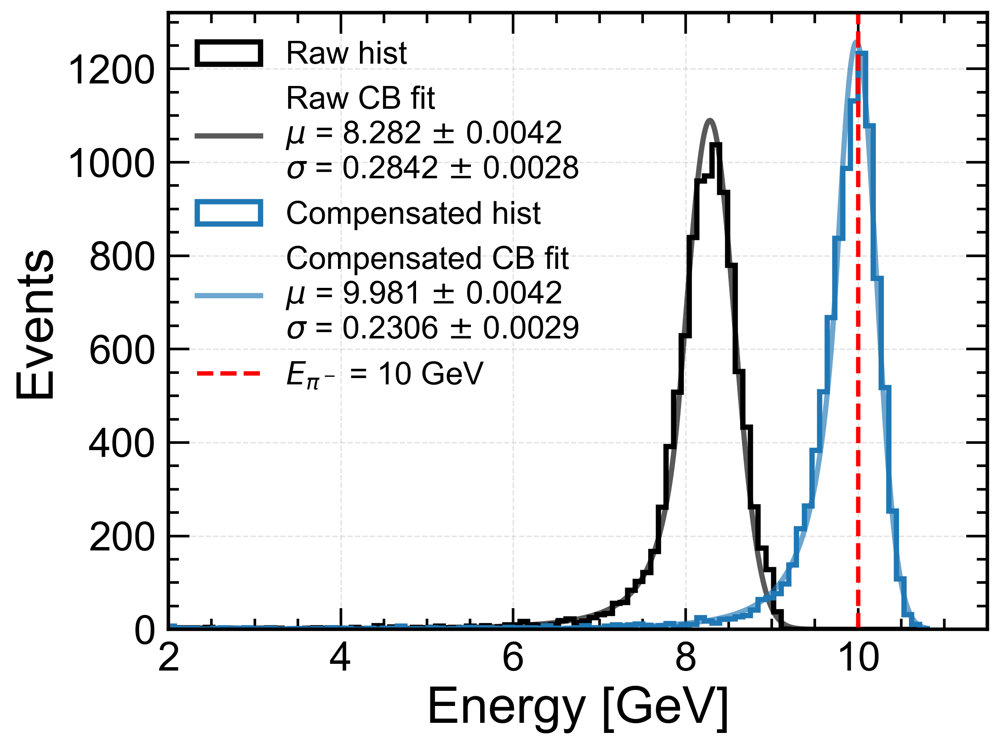 Raw hist
Raw CB fit
μ = 8.282 ± 0.0042
σ = 0.2842 ± 0.0028
Compensated hist
Compensated CB fit
μ = 9.981 ± 0.0042
σ = 0.2306 ± 0.0029
E_π⁻ = 10 GeV
Events
1200
1000
800
600
400
200
0
2 4 6 8 10
Energy [GeV]